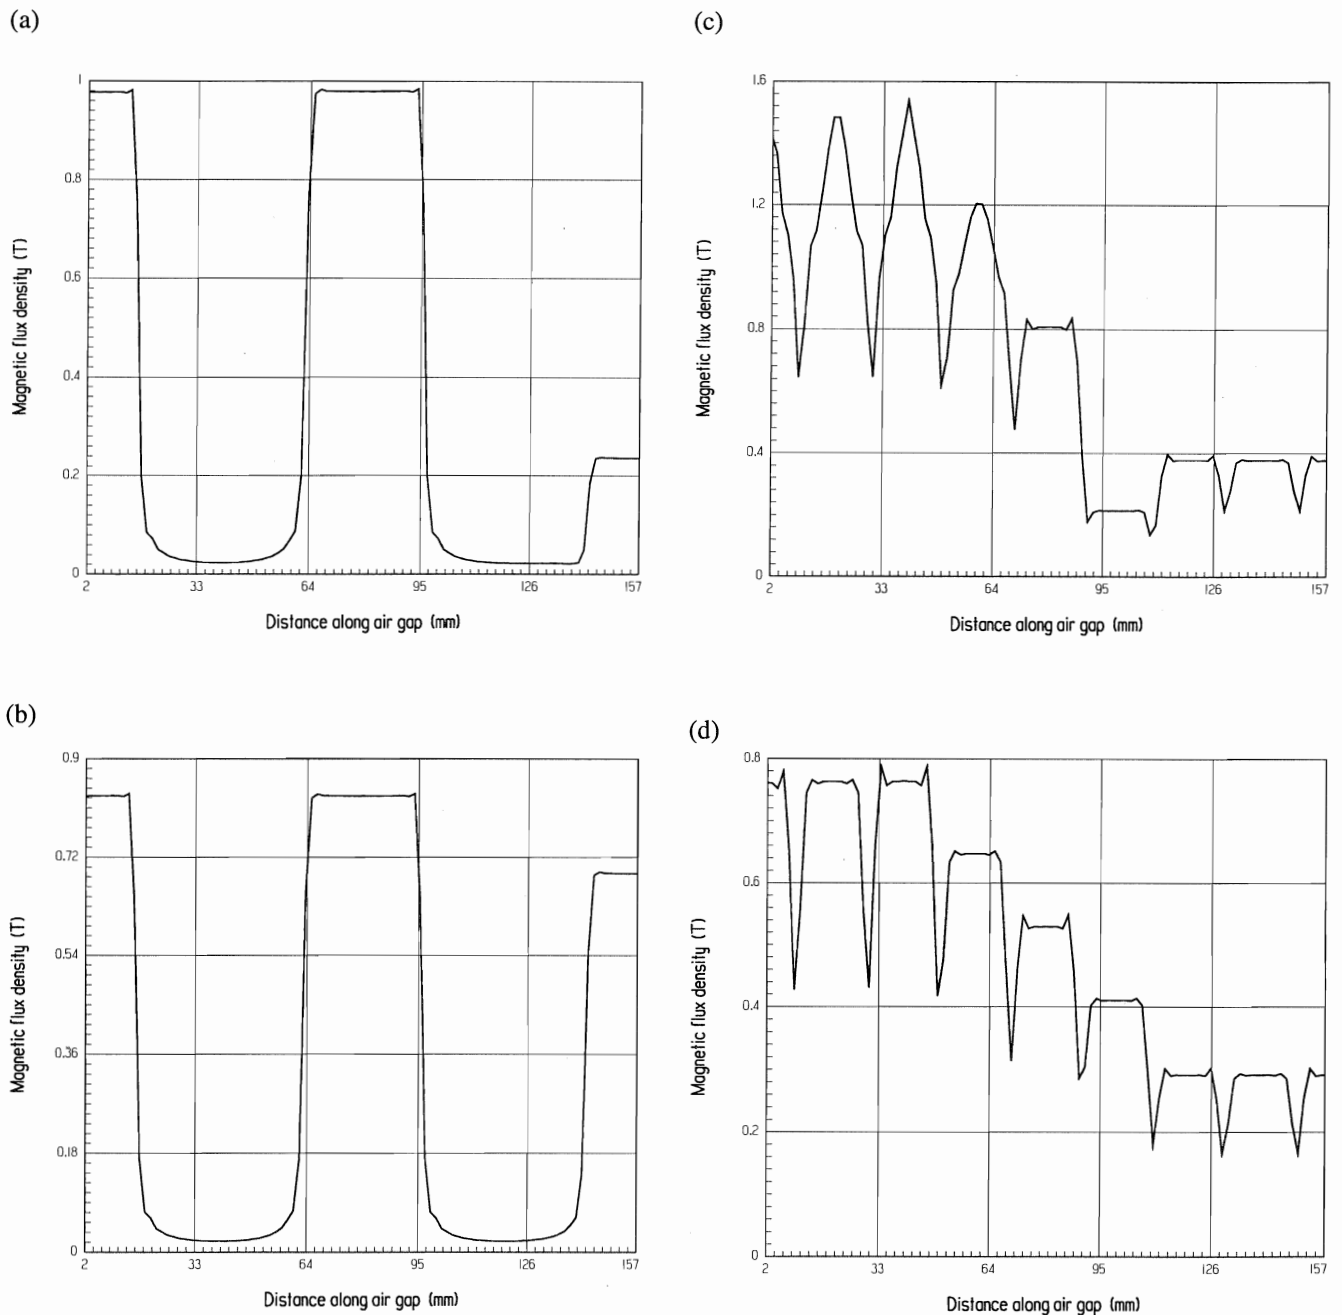 (a)
1
0.8
0.6
0.4
0.2
0
2 33 64 95 126 157
Magnetic flux density (T)
Distance along air gap (mm)
(c)
1.6
1.2
0.8
0.4
0
2 33 64 95 126 157
Magnetic flux density (T)
Distance along air gap (mm)
(b)
0.9
0.72
0.54
0.36
0.18
0
2 33 64 95 126 157
Magnetic flux density (T)
Distance along air gap (mm)
(d)
0.8
0.6
0.4
0.2
0
2 33 64 95 126 157
Magnetic flux density (T)
Distance along air gap (mm)